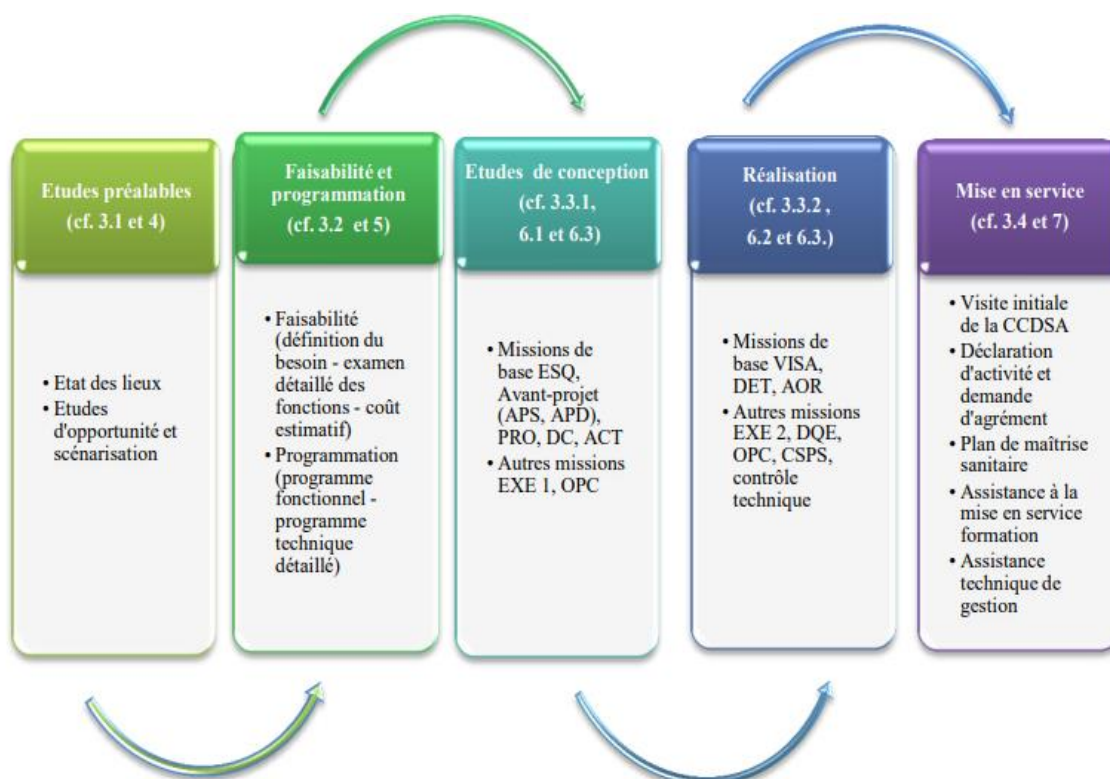 Etudes préalables
(cf. 3.1 et 4)
• Etat des lieux
• Etudes
d'opportunité et
scénarisation
Faisabilité et
programmation
(cf. 3.2 et 5)
• Faisabilité
(définition du
besoin - examen
détaillé des
fonctions - coût
estimatif)
• Programmation
(programme
fonctionnel -
programme
technique
détaillé)
Etudes de conception
(cf. 3.3.1,
6.1 et 6.3)
• Missions de
base ESQ,
Avant-projet
(APS, APD),
PRO, DC, ACT
• Autres missions
EXE 1, OPC
Réalisation
(cf. 3.3.2 ,
6.2 et 6.3.)
• Missions de
base VISA,
DET, AOR
• Autres missions
EXE 2, DQE,
OPC, CSPS,
contrôle
technique
Mise en service
(cf. 3.4 et 7)
• Visite initiale
de la CCDSA
• Déclaration
d'activité et
demande
d'agrément
• Plan de maîtrise
sanitaire
• Assistance à la
mise en service
formation
• Assistance
technique de
gestion